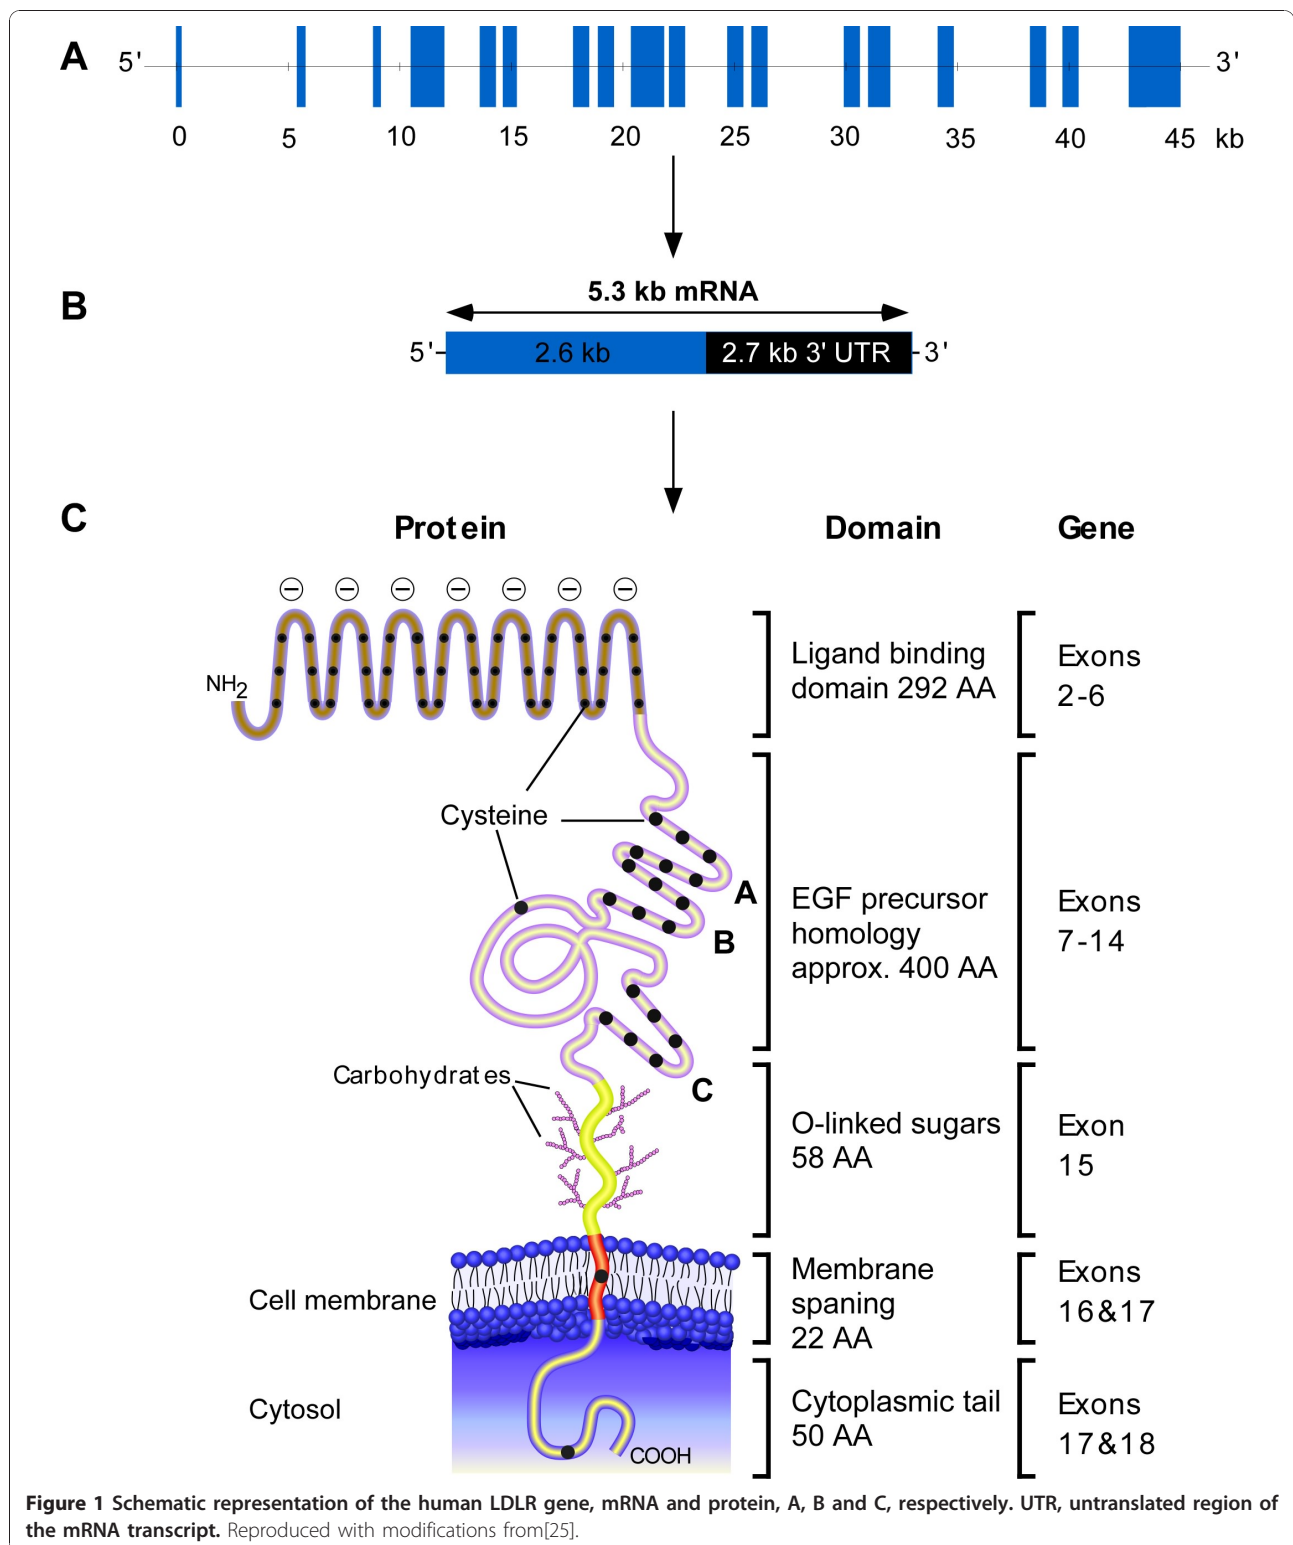 A
5' 3'
0 5 10 15 20 25 30 35 40 45 kb
B
5.3 kb mRNA
5' 2.6 kb 2.7 kb 3' UTR 3'
C
Protein Domain Gene
− − − − − − −
NH2
Ligand binding
domain 292 AA
Exons
2-6
Cysteine
A
B
C
EGF precursor
homology
approx. 400 AA
Exons
7-14
Carbohydrates
O-linked sugars
58 AA
Exon
15
Cell membrane
Membrane
spaning
22 AA
Exons
16&17
Cytosol
COOH
Cytoplasmic tail
50 AA
Exons
17&18
Figure 1 Schematic representation of the human LDLR gene, mRNA and protein, A, B and C, respectively. UTR, untranslated region of
the mRNA transcript. Reproduced with modifications from[25].